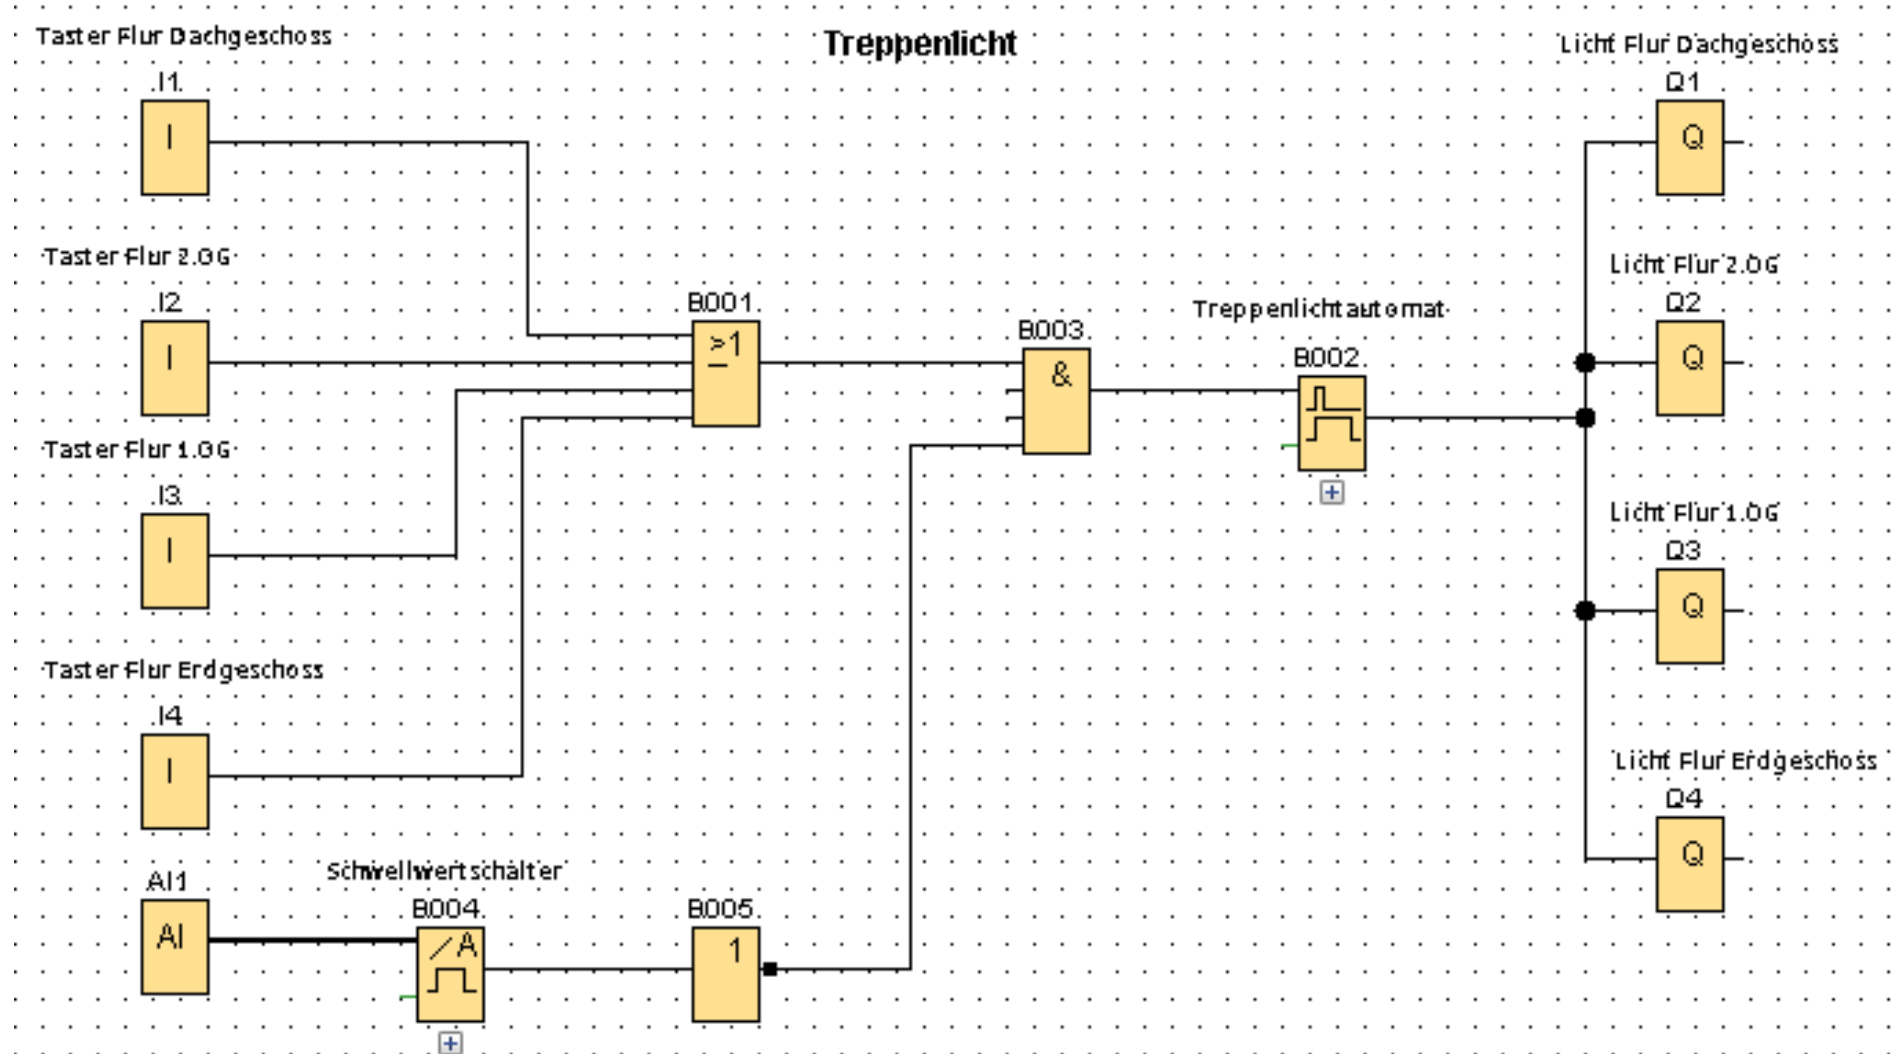 Treppenlicht
Taster Flur Dachgeschoss
I1
I
Taster Flur 2.OG
I2
I
Taster Flur 1.OG
I3
I
Taster Flur Erdgeschoss
I4
I
AI1
AI
Schwellwertschalter
B004
/A
B005
1
B001
≥1
B003
&
Treppenlichtautomat
B002
Licht Flur Dachgeschoss
Q1
Q
Licht Flur 2.OG
Q2
Q
Licht Flur 1.OG
Q3
Q
Licht Flur Erdgeschoss
Q4
Q